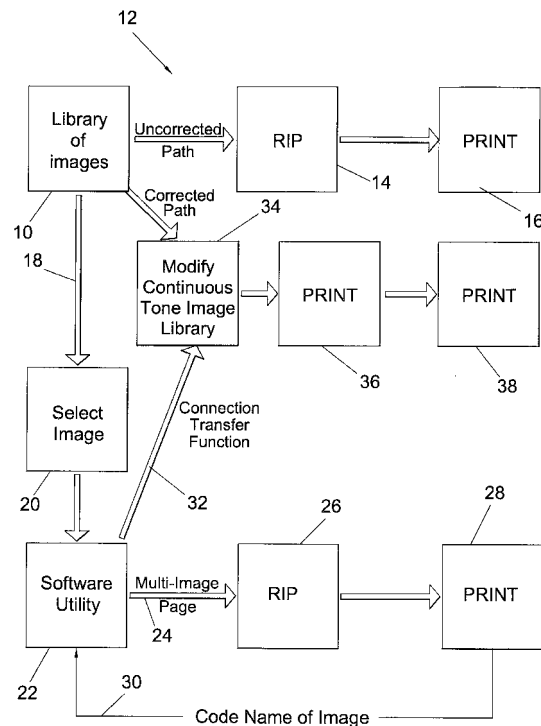 12
Library
of
images
Uncorrected
Path
RIP
PRINT
10
14
16
Corrected
Path
18
34
Modify
Continuous
Tone Image
Library
PRINT
PRINT
36
38
Select
Image
20
Connection
Transfer
Function
32
26
28
Software
Utility
Multi-Image
Page
24
RIP
PRINT
22
30
Code Name of Image